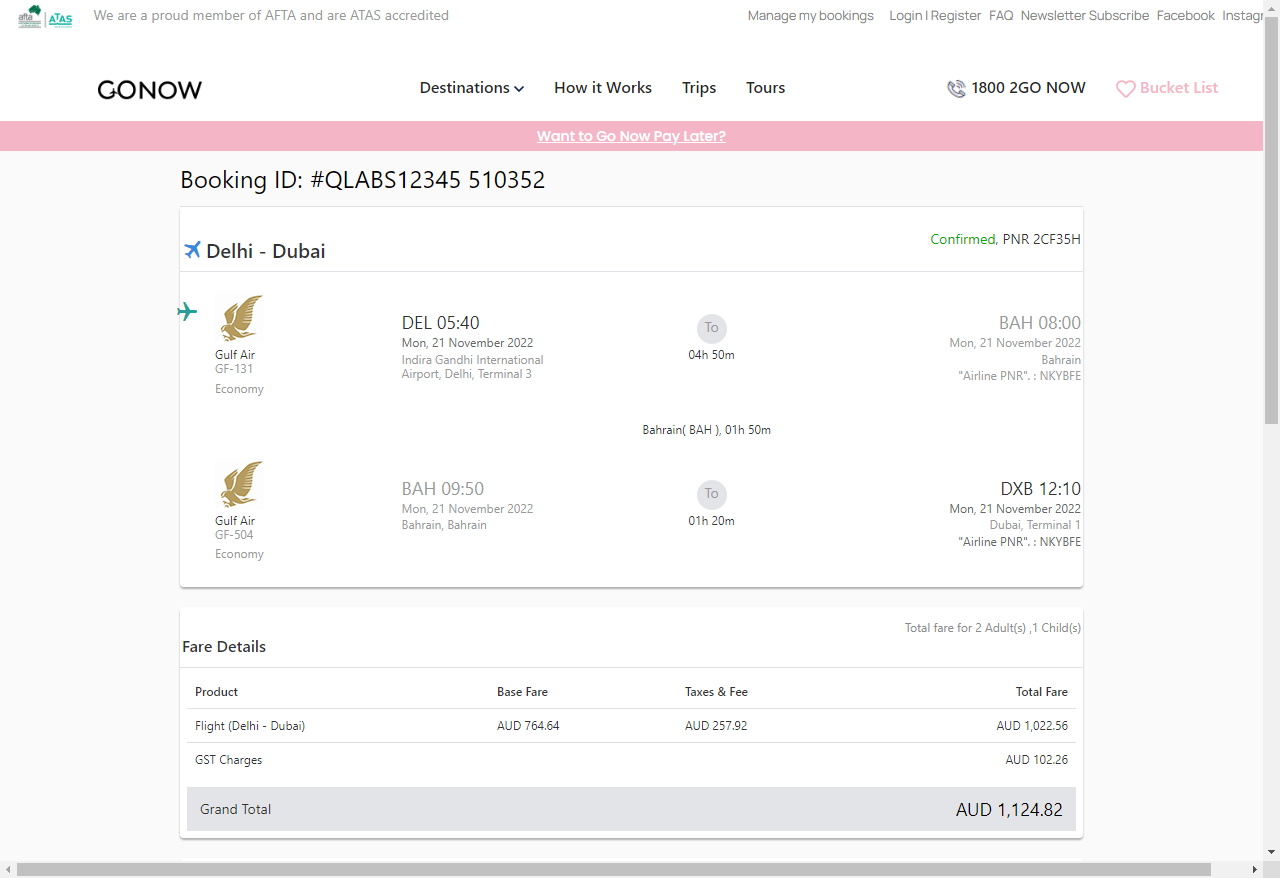 afta ATAS We are a proud member of AFTA and are ATAS accredited Manage my bookings Login | Register FAQ Newsletter Subscribe Facebook
GONOW Destinations How it Works Trips Tours 1800 2GO NOW Bucket List
Want to Go Now Pay Later?
Booking ID: #QLABS12345 510352
Delhi - Dubai
Confirmed, PNR 2CF35H
Gulf Air
GF-131
Economy
DEL 05:40
Mon, 21 November 2022
Indira Gandhi International
Airport, Delhi, Terminal 3
To
04h 50m
BAH 08:00
Mon, 21 November 2022
Bahrain
"Airline PNR". : NKYBFE
Bahrain( BAH ), 01h 50m
Gulf Air
GF-504
Economy
BAH 09:50
Mon, 21 November 2022
Bahrain, Bahrain
To
01h 20m
DXB 12:10
Mon, 21 November 2022
Dubai, Terminal 1
"Airline PNR". : NKYBFE
Fare Details
Total fare for 2 Adult(s) ,1 Child(s)
Product Base Fare Taxes & Fee Total Fare
Flight (Delhi - Dubai) AUD 764.64 AUD 257.92 AUD 1,022.56
GST Charges AUD 102.26
Grand Total AUD 1,124.82